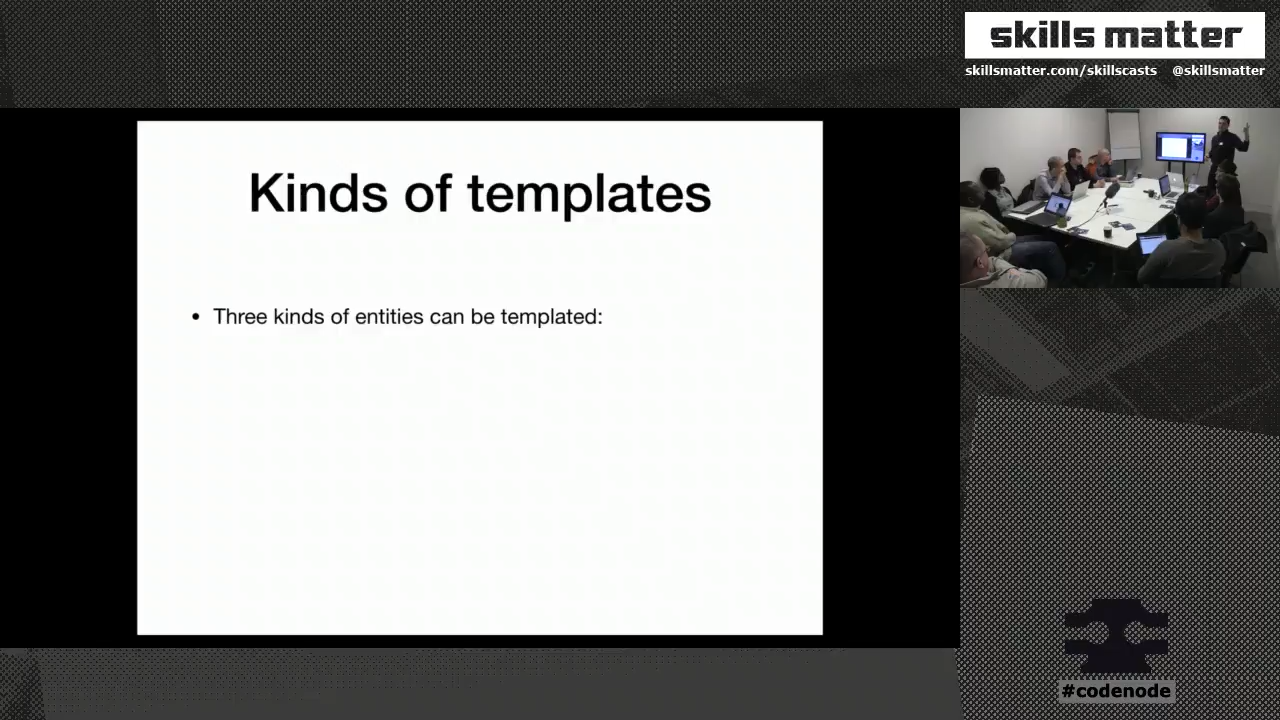 skills matter
skillsmatter.com/skillscasts @skillsmatter
Kinds of templates
• Three kinds of entities can be templated:
#codenode